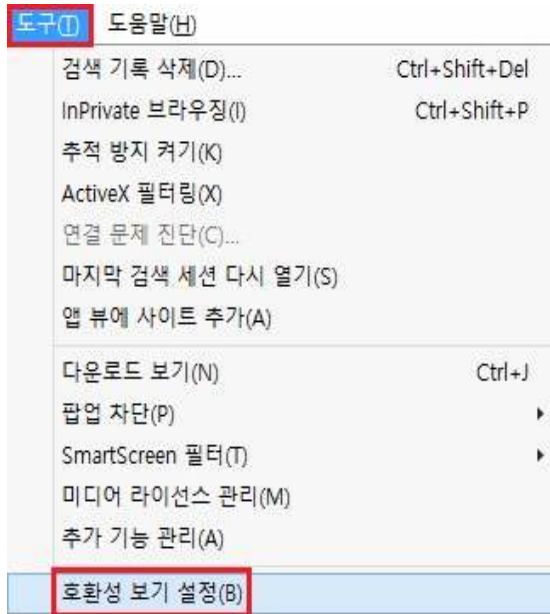 도구(T) 도움말(H)
검색 기록 삭제(D)... Ctrl+Shift+Del
InPrivate 브라우징(I) Ctrl+Shift+P
추적 방지 켜기(K)
ActiveX 필터링(X)
연결 문제 진단(C)...
마지막 검색 세션 다시 열기(S)
앱 뷰에 사이트 추가(A)
다운로드 보기(N) Ctrl+J
팝업 차단(P)
SmartScreen 필터(T)
미디어 라이선스 관리(M)
추가 기능 관리(A)
호환성 보기 설정(B)